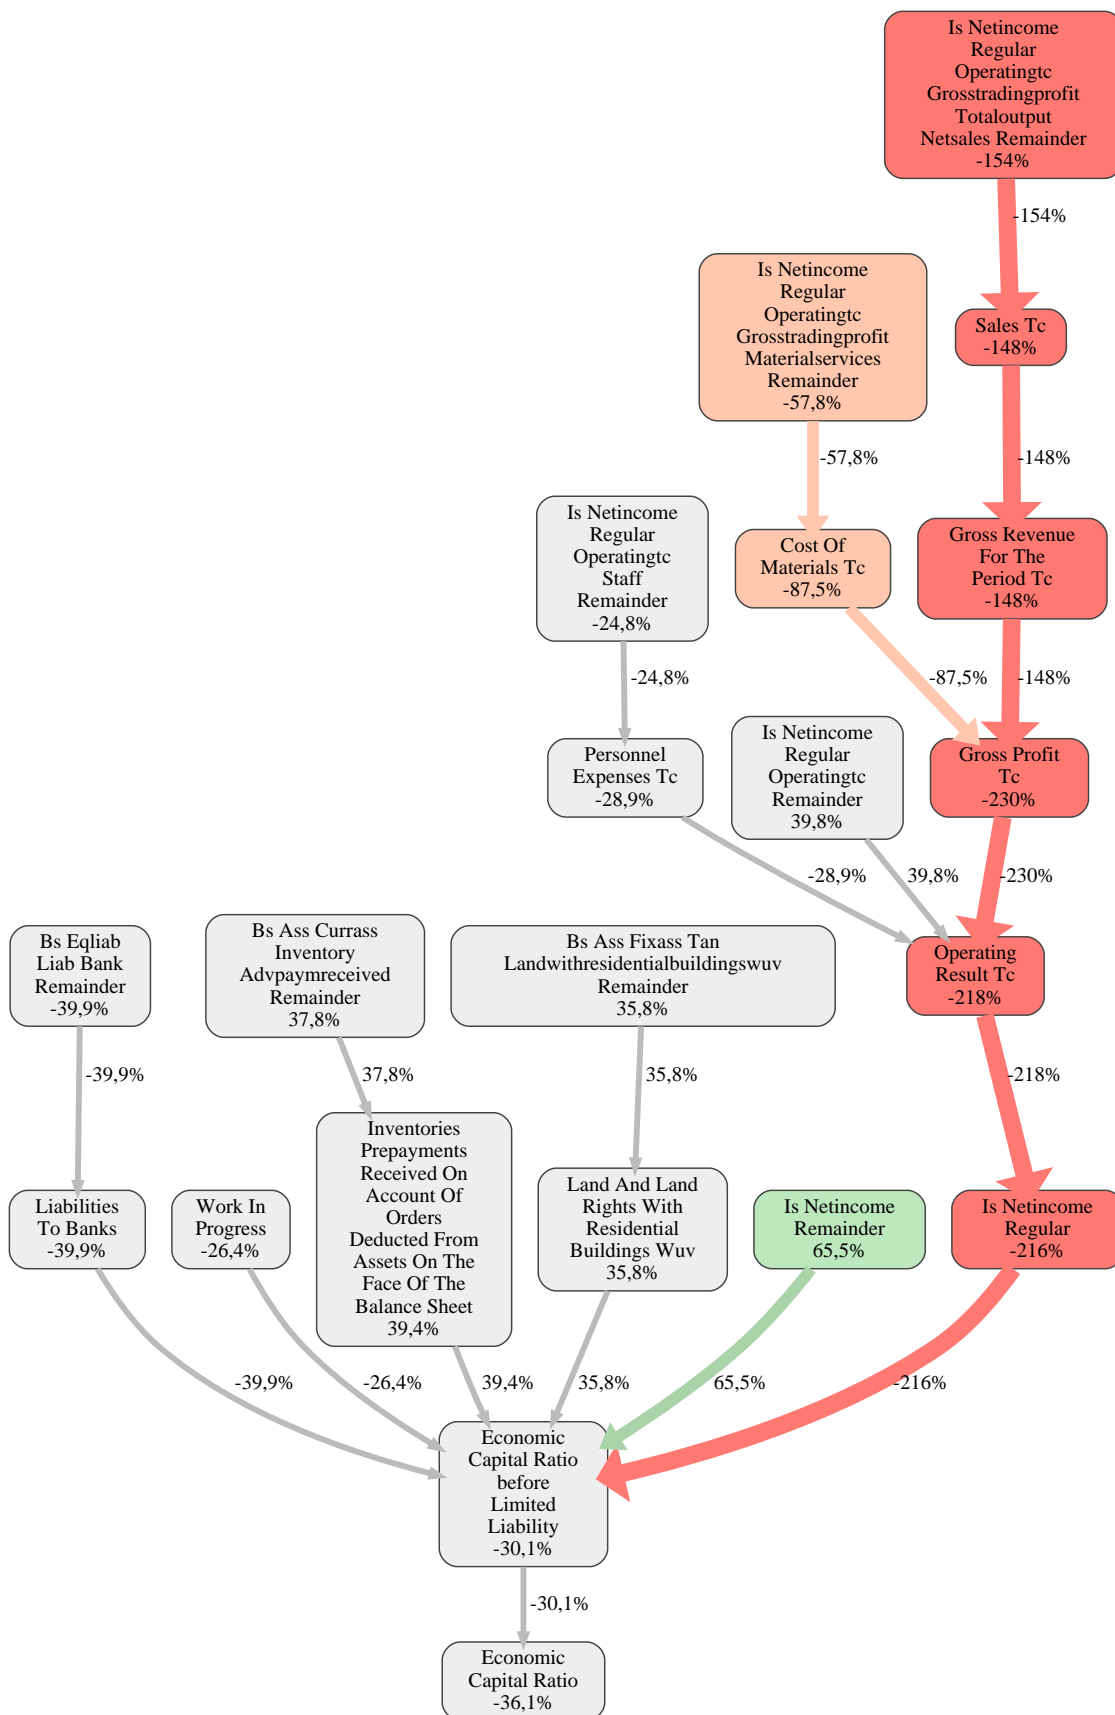 Is Netincome
Regular
Operatingtc
Grosstradingprofit
Totaloutput
Netsales Remainder
-154%
-154%
Is Netincome
Regular
Operatingtc
Grosstradingprofit
Materialservices
Remainder
-57,8%
Sales Tc
-148%
-57,8%
-148%
Is Netincome
Regular
Operatingtc
Staff
Remainder
-24,8%
Cost Of
Materials Tc
-87,5%
Gross Revenue
For The
Period Tc
-148%
-24,8%
-87,5%
-148%
Personnel
Expenses Tc
-28,9%
Is Netincome
Regular
Operatingtc
Remainder
39,8%
Gross Profit
Tc
-230%
-28,9%
39,8%
-230%
Bs Eqliab
Liab Bank
Remainder
-39,9%
Bs Ass Currass
Inventory
Advpaymreceived
Remainder
37,8%
Bs Ass Fixass Tan
Landwithresidentialbuildingswuv
Remainder
35,8%
Operating
Result Tc
-218%
-39,9%
37,8%
35,8%
-218%
Liabilities
To Banks
-39,9%
Work In
Progress
-26,4%
Inventories
Prepayments
Received On
Account Of
Orders
Deducted From
Assets On The
Face Of The
Balance Sheet
39,4%
Land And Land
Rights With
Residential
Buildings Wuv
35,8%
Is Netincome
Remainder
65,5%
Is Netincome
Regular
-216%
-39,9%
-26,4%
39,4%
35,8%
65,5%
-216%
Economic
Capital Ratio
before
Limited
Liability
-30,1%
-30,1%
Economic
Capital Ratio
-36,1%